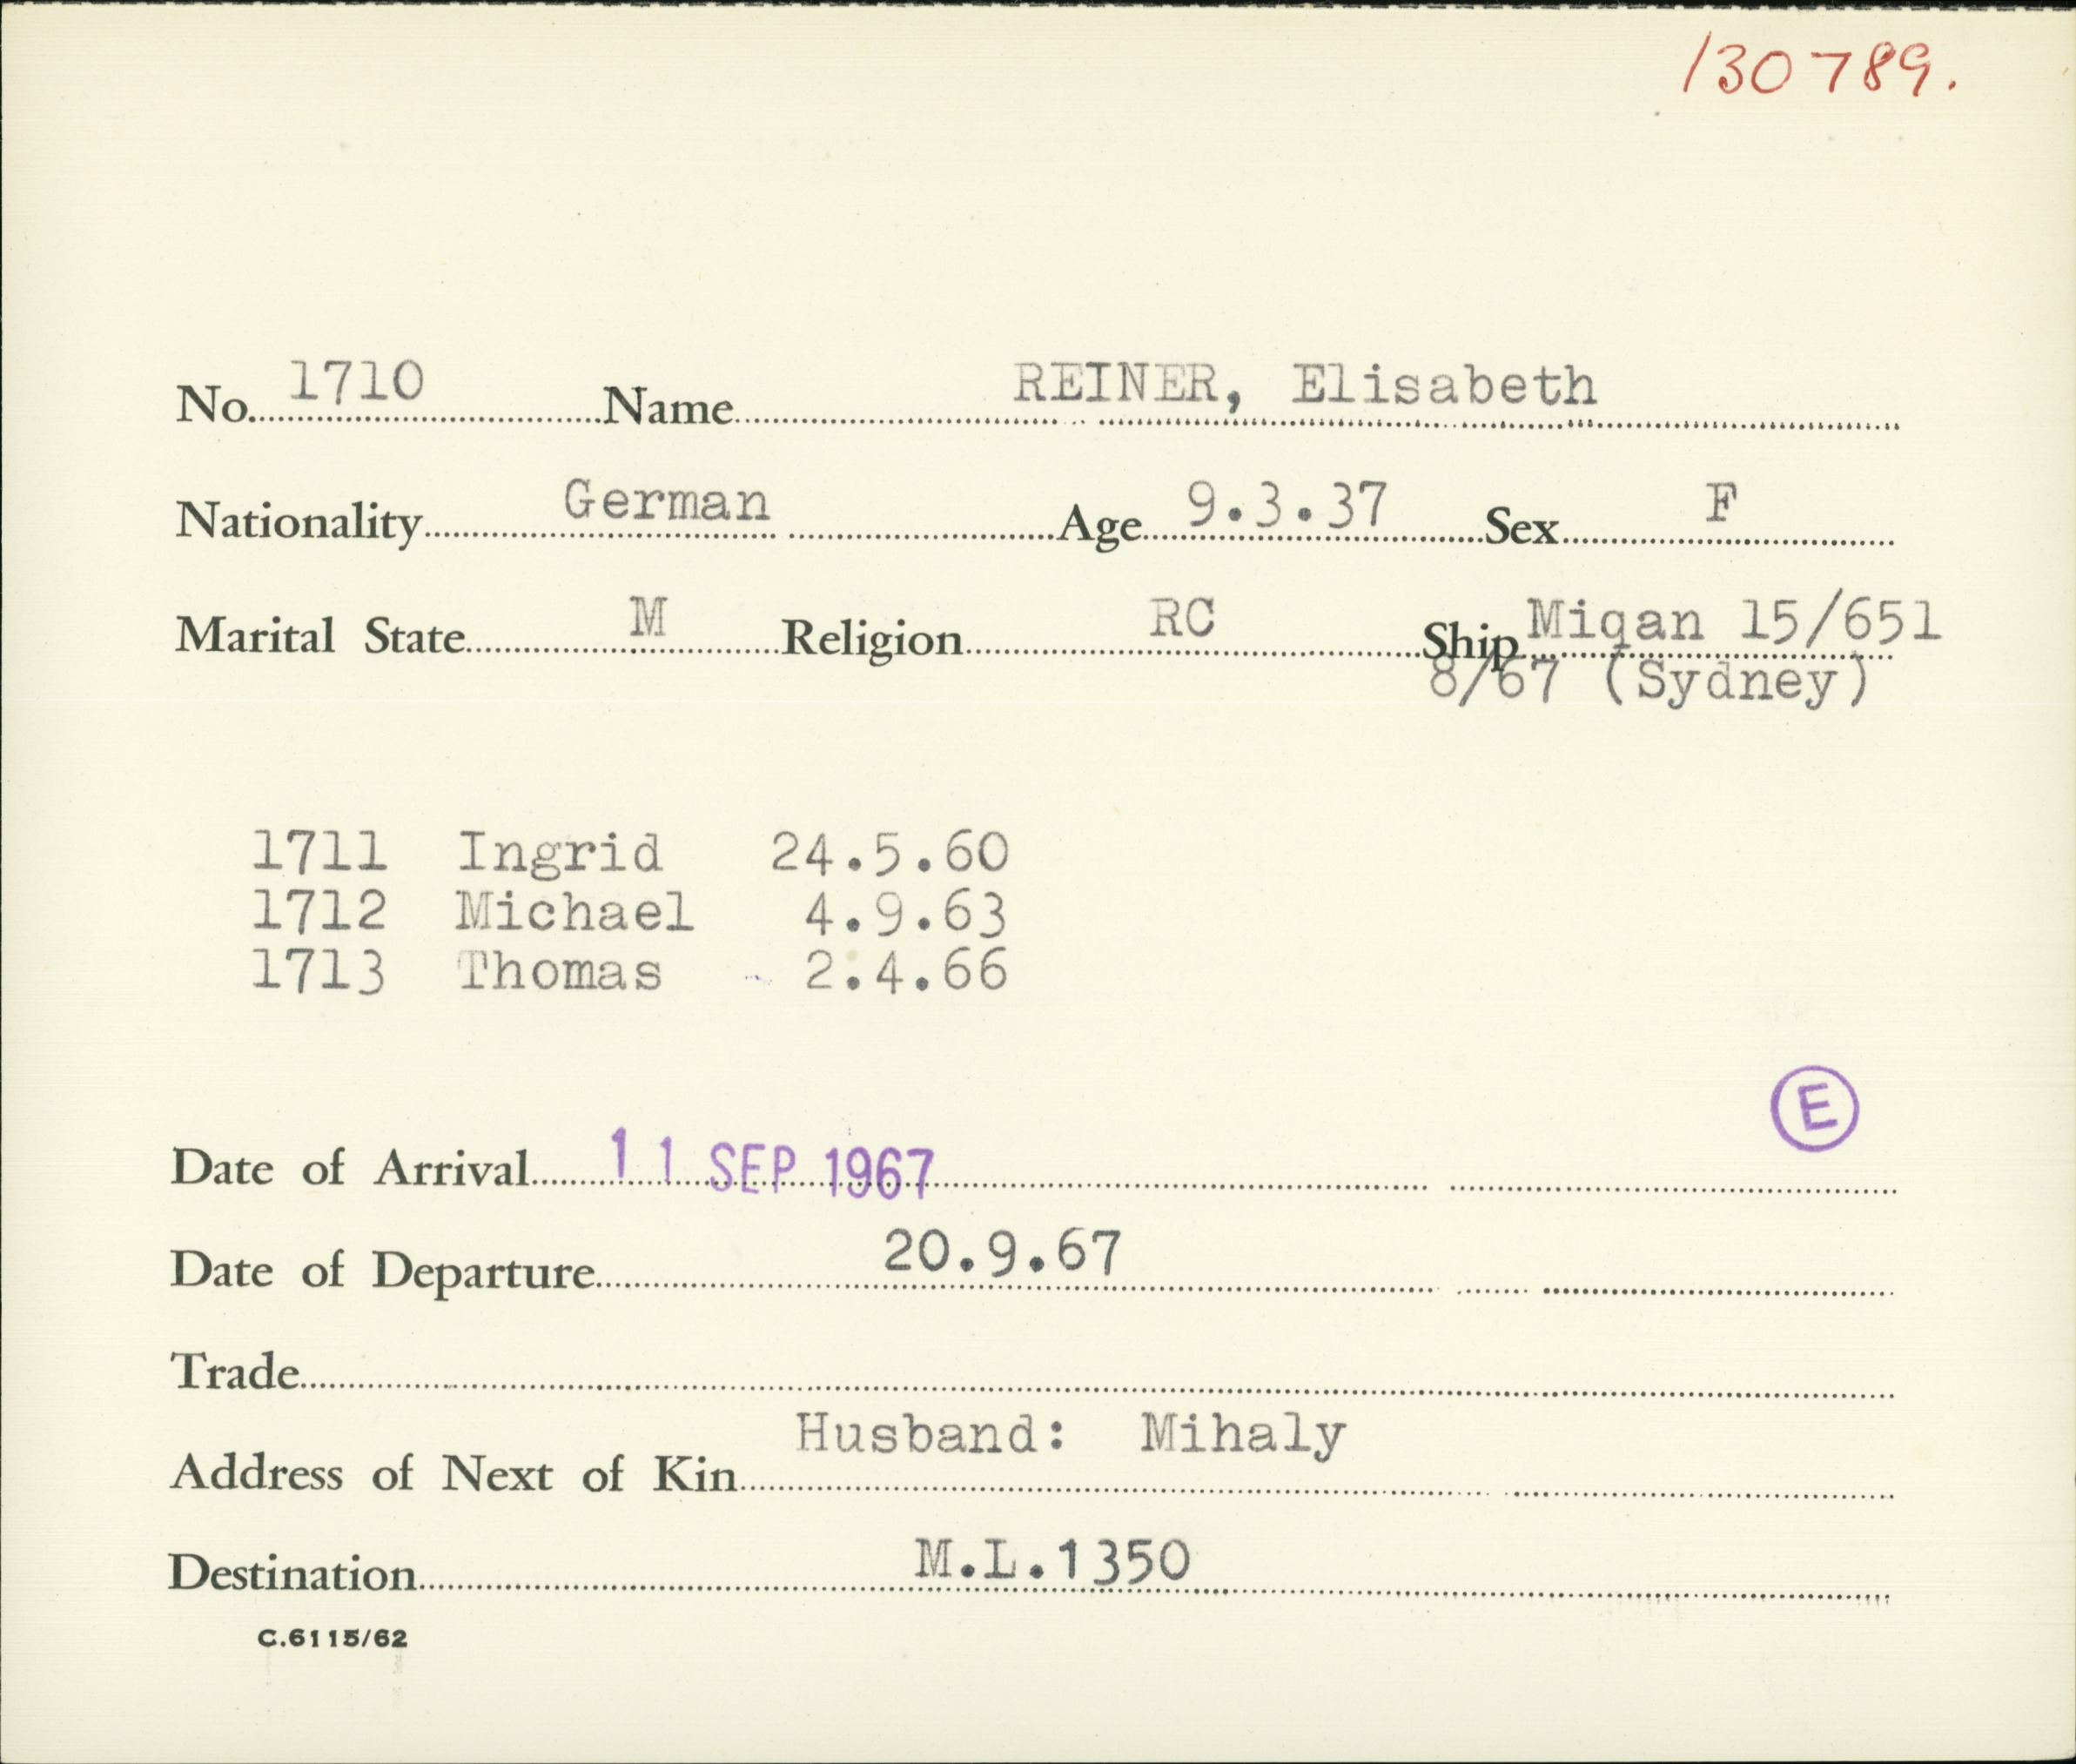 130789.
No. 1710 Name REINER, Elisabeth
Nationality German Age 9.3.37 Sex F
Marital State M Religion RC Ship Miqan 15/651
8/67 (Sydney)
1711 Ingrid 24.5.60
1712 Michael 4.9.63
1713 Thomas 2.4.66
E
Date of Arrival 11 SEP 1967
Date of Departure 20.9.67
Trade
Husband: Mihaly
Address of Next of Kin
Destination M.L.1350
C.6115/62